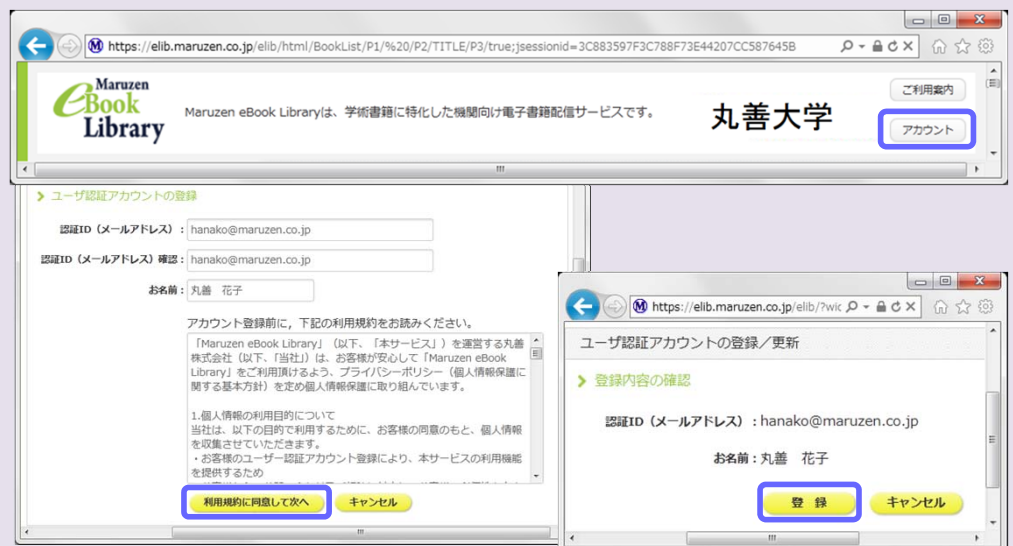 https://elib.maruzen.co.jp/elib/html/BookList/P1/%20/P2/TITLE/P3/true;jsessionid=3C883597F3C788F73E44207CC587645B
Maruzen
eBook
Library
Maruzen eBook Libraryは、学術書籍に特化した機関向け電子書籍配信サービスです。
丸善大学
ご利用案内
アカウント
ユーザ認証アカウントの登録
認証ID（メールアドレス）：hanako@maruzen.co.jp
認証ID（メールアドレス）確認：hanako@maruzen.co.jp
お名前：丸善　花子
アカウント登録前に，下記の利用規約をお読みください。
「Maruzen eBook Library」（以下、「本サービス」）を運営する丸善
株式会社（以下、「当社」）は、お客様が安心して「Maruzen eBook
Library」をご利用頂けるよう、プライバシーポリシー（個人情報保護に
関する基本方針）を定め個人情報保護に取り組んでいます。
1.個人情報の利用目的について
当社は、以下の目的で利用するために、お客様の同意のもと、個人情報
を収集させていただきます。
・お客様のユーザー認証アカウント登録により、本サービスの利用機能
を提供するため
利用規約に同意して次へ
キャンセル
https://elib.maruzen.co.jp/elib/?wic
ユーザ認証アカウントの登録／更新
登録内容の確認
認証ID（メールアドレス）：hanako@maruzen.co.jp
お名前：丸善　花子
登　録
キャンセル